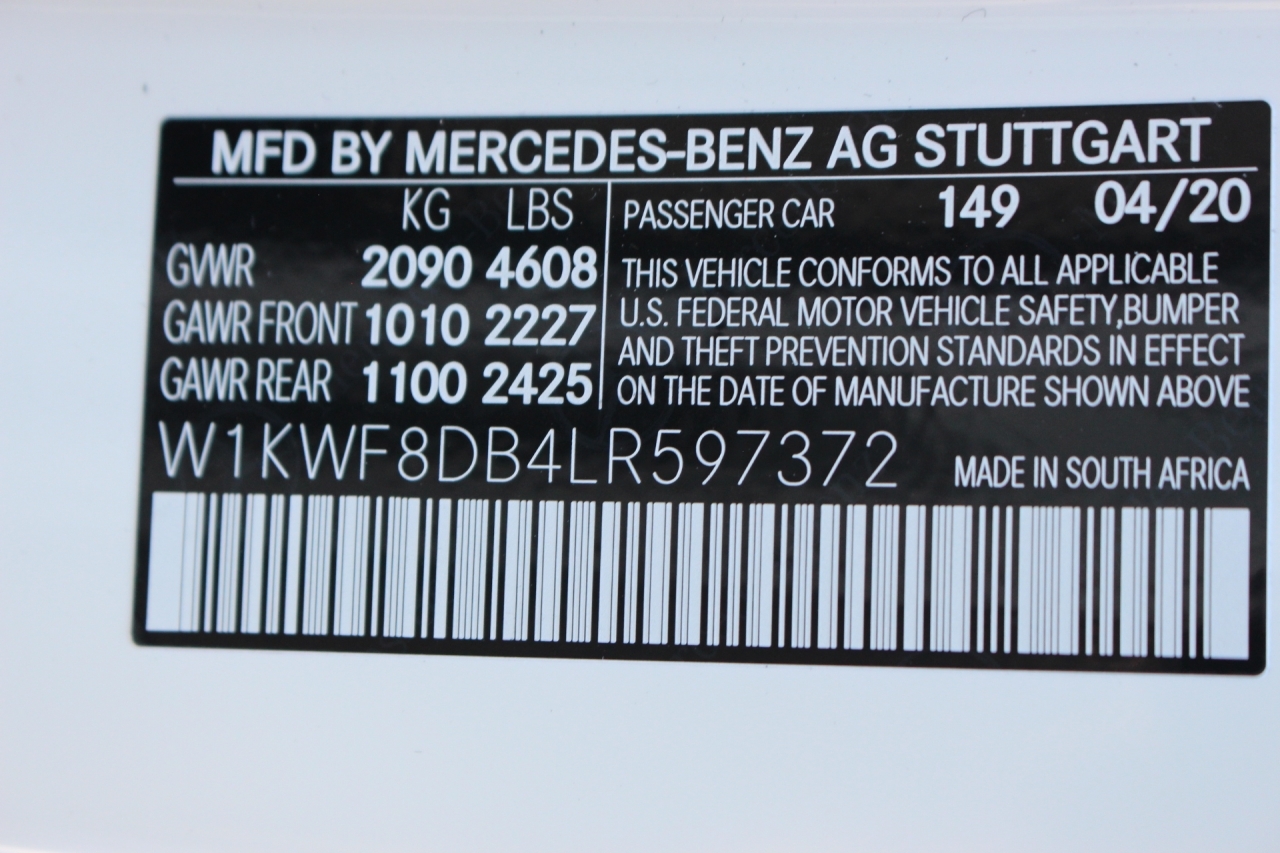 MFD BY MERCEDES-BENZ AG STUTTGART
KG LBS
GVWR 2090 4608
GAWR FRONT 1010 2227
GAWR REAR 1100 2425
PASSENGER CAR 149 04/20
THIS VEHICLE CONFORMS TO ALL APPLICABLE
U.S. FEDERAL MOTOR VEHICLE SAFETY,BUMPER
AND THEFT PREVENTION STANDARDS IN EFFECT
ON THE DATE OF MANUFACTURE SHOWN ABOVE
W1KWF8DB4LR597372
MADE IN SOUTH AFRICA